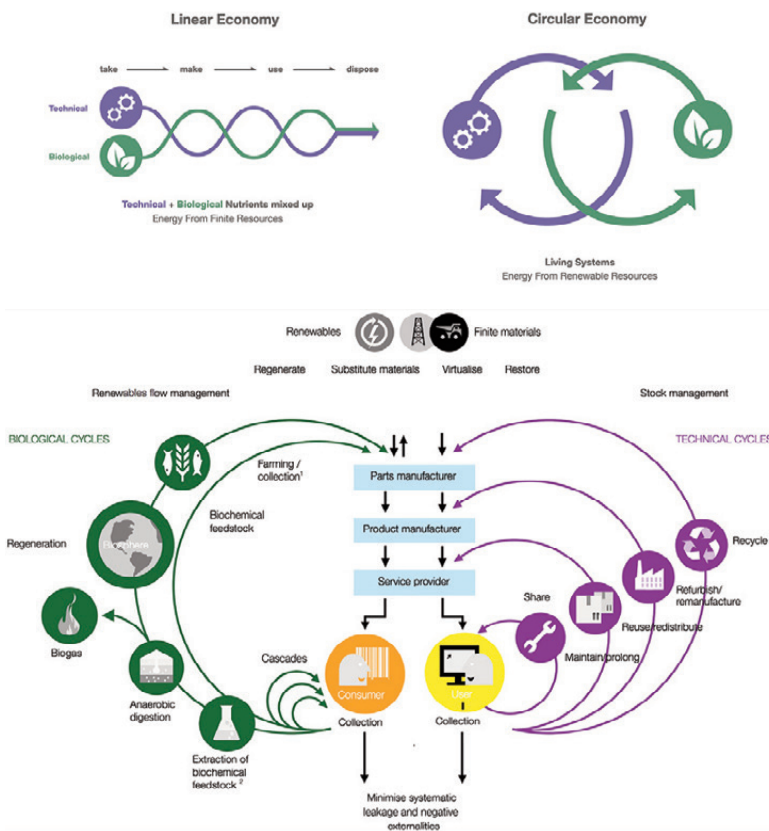 Linear Economy
Circular Economy
take
make
use
dispose
Technical
Biological
Technical + Biological Nutrients mixed up
Energy From Finite Resources
Living Systems
Energy From Renewable Resources
Renewables
Finite materials
Regenerate
Substitute materials
Virtualise
Restore
Renewables flow management
Stock management
BIOLOGICAL CYCLES
TECHNICAL CYCLES
Farming /
collection¹
Parts manufacturer
Biochemical
feedstock
Product manufacturer
Regeneration
Biosphere
Recycle
Service provider
Refurbish/
remanufacture
Share
Reuse/redistribute
Biogas
Cascades
Maintain/prolong
Consumer
User
Anaerobic
digestion
Collection
Collection
Extraction of
biochemical
feedstock ²
Minimise systematic
leakage and negative
externalities